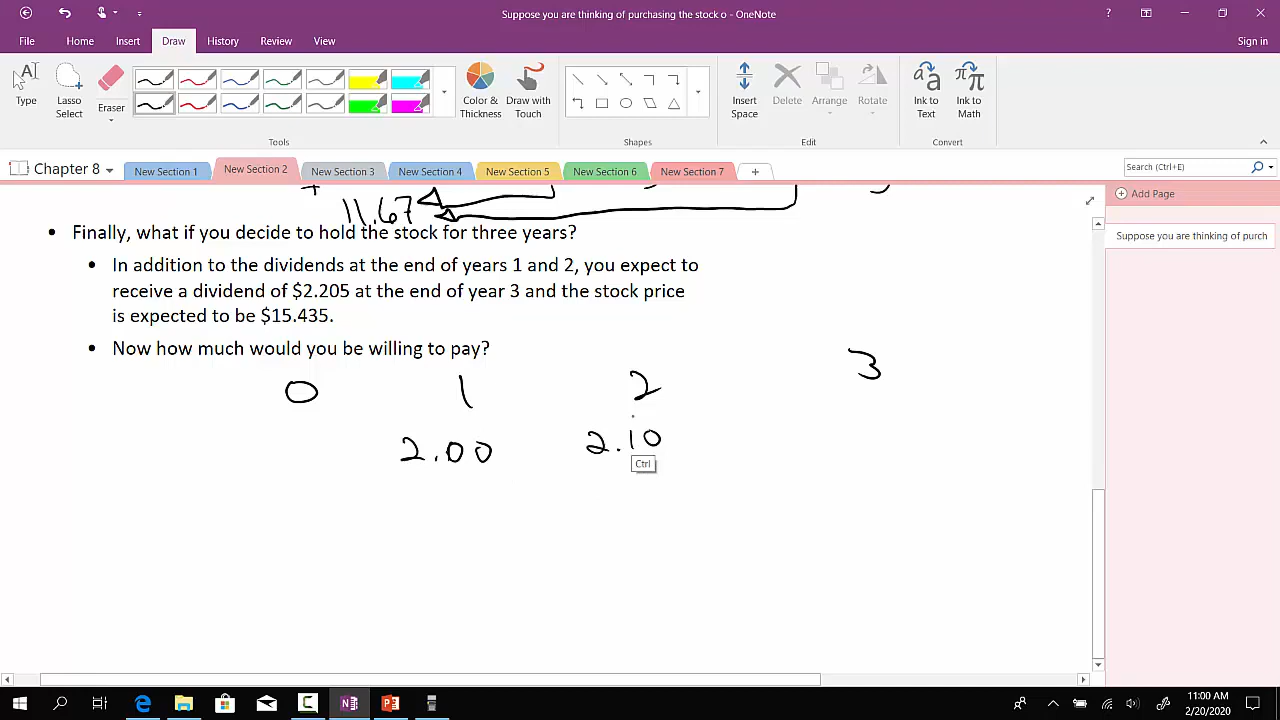 Suppose you are thinking of purchasing the stock o - OneNote
File
Home
Insert
Draw
History
Review
View
Sign in
Type
Lasso Select
Eraser
Color & Thickness
Draw with Touch
Insert Space
Delete
Arrange
Rotate
Ink to Text
Ink to Math
Tools
Shapes
Edit
Convert
Chapter 8
New Section 1
New Section 2
New Section 3
New Section 4
New Section 5
New Section 6
New Section 7
Search (Ctrl+E)
Add Page
Suppose you are thinking of purch
11.67
• Finally, what if you decide to hold the stock for three years?
• In addition to the dividends at the end of years 1 and 2, you expect to
receive a dividend of $2.205 at the end of year 3 and the stock price
is expected to be $15.435.
• Now how much would you be willing to pay?
0 1 2 3
2.00 2.10
Ctrl
11:00 AM
2/20/2020